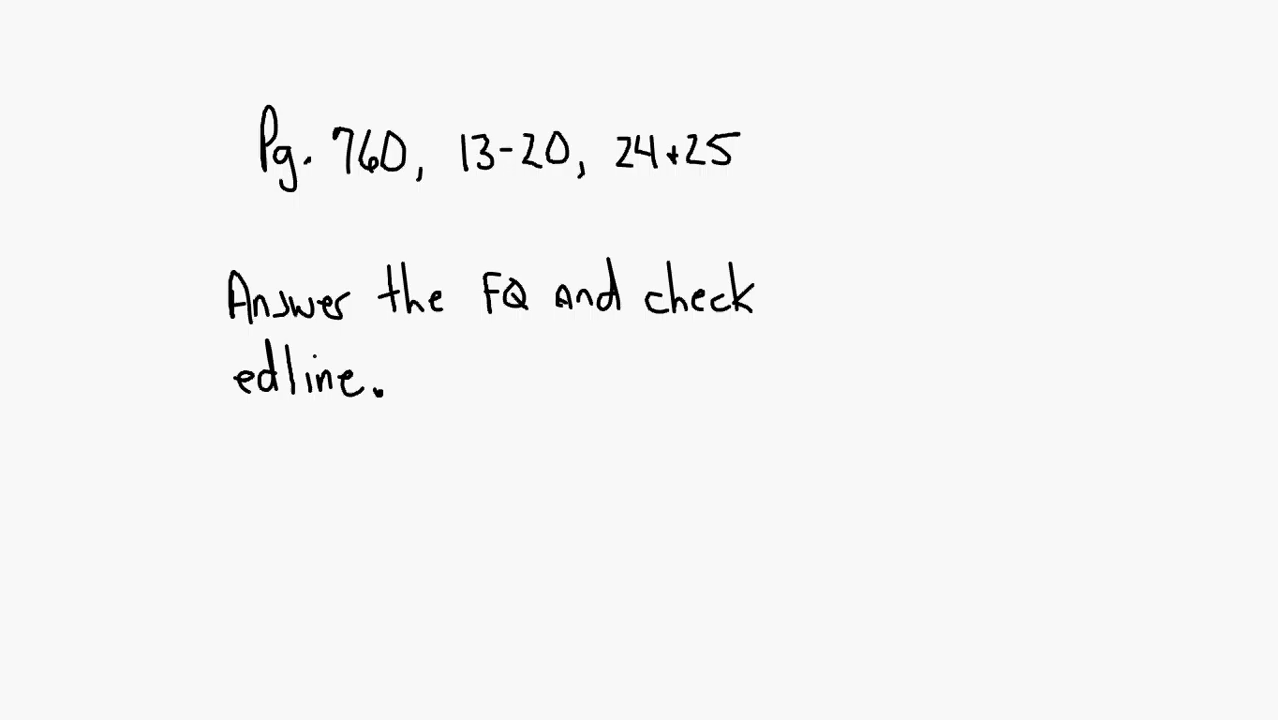 Pg. 760, 13-20, 24+25
Answer the FQ and check
edline.